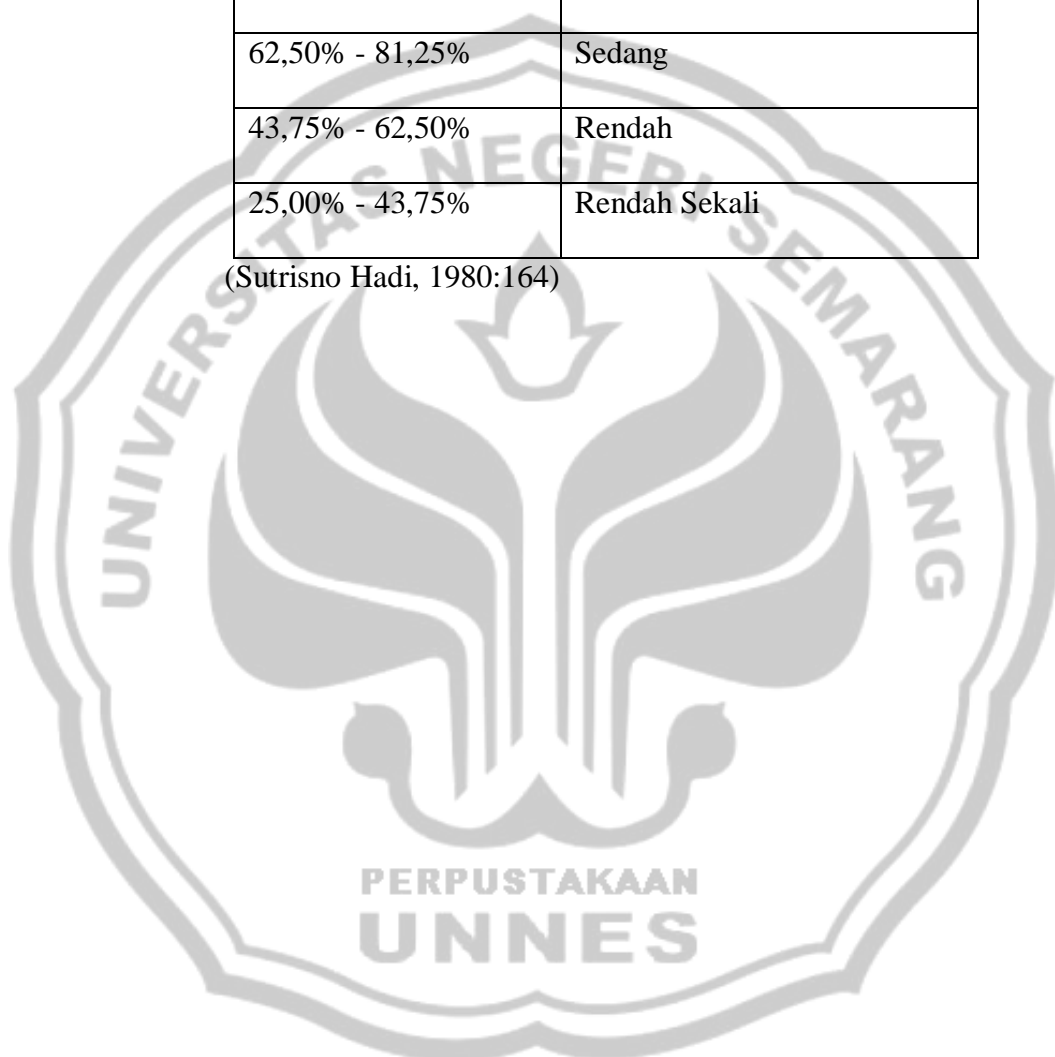 62,50% - 81,25% Sedang
43,75% - 62,50% Rendah
25,00% - 43,75% Rendah Sekali
(Sutrisno Hadi, 1980:164)
UNIVERSITAS NEGERI SEMARANG
PERPUSTAKAAN
UNNES